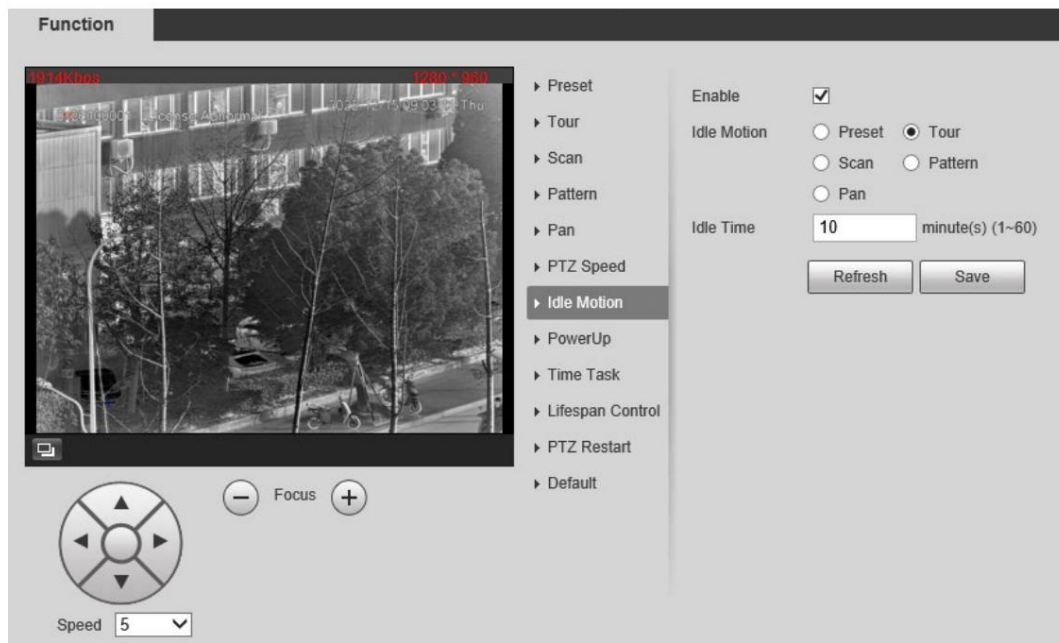 Function
1914Kbps 1280 * 960
Thu
Preset
Tour
Scan
Pattern
Pan
PTZ Speed
Idle Motion
PowerUp
Time Task
Lifespan Control
PTZ Restart
Default
Enable
Idle Motion Preset Tour
Scan Pattern
Pan
Idle Time 10 minute(s) (1~60)
Refresh Save
Focus
Speed 5